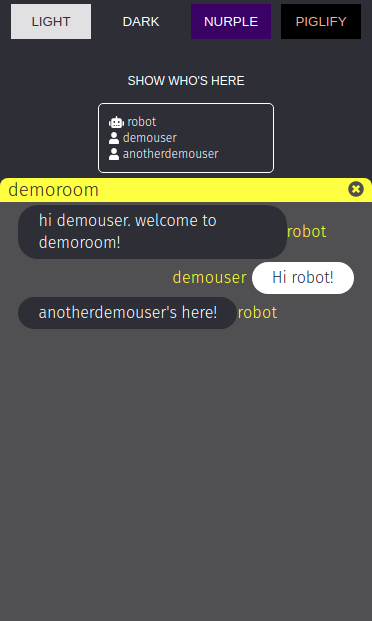 LIGHT DARK NURPLE PIGLIFY
SHOW WHO'S HERE
robot
demouser
anotherdemouser
demoroom
hi demouser. welcome to
demoroom!
robot
demouser Hi robot!
anotherdemouser's here! robot